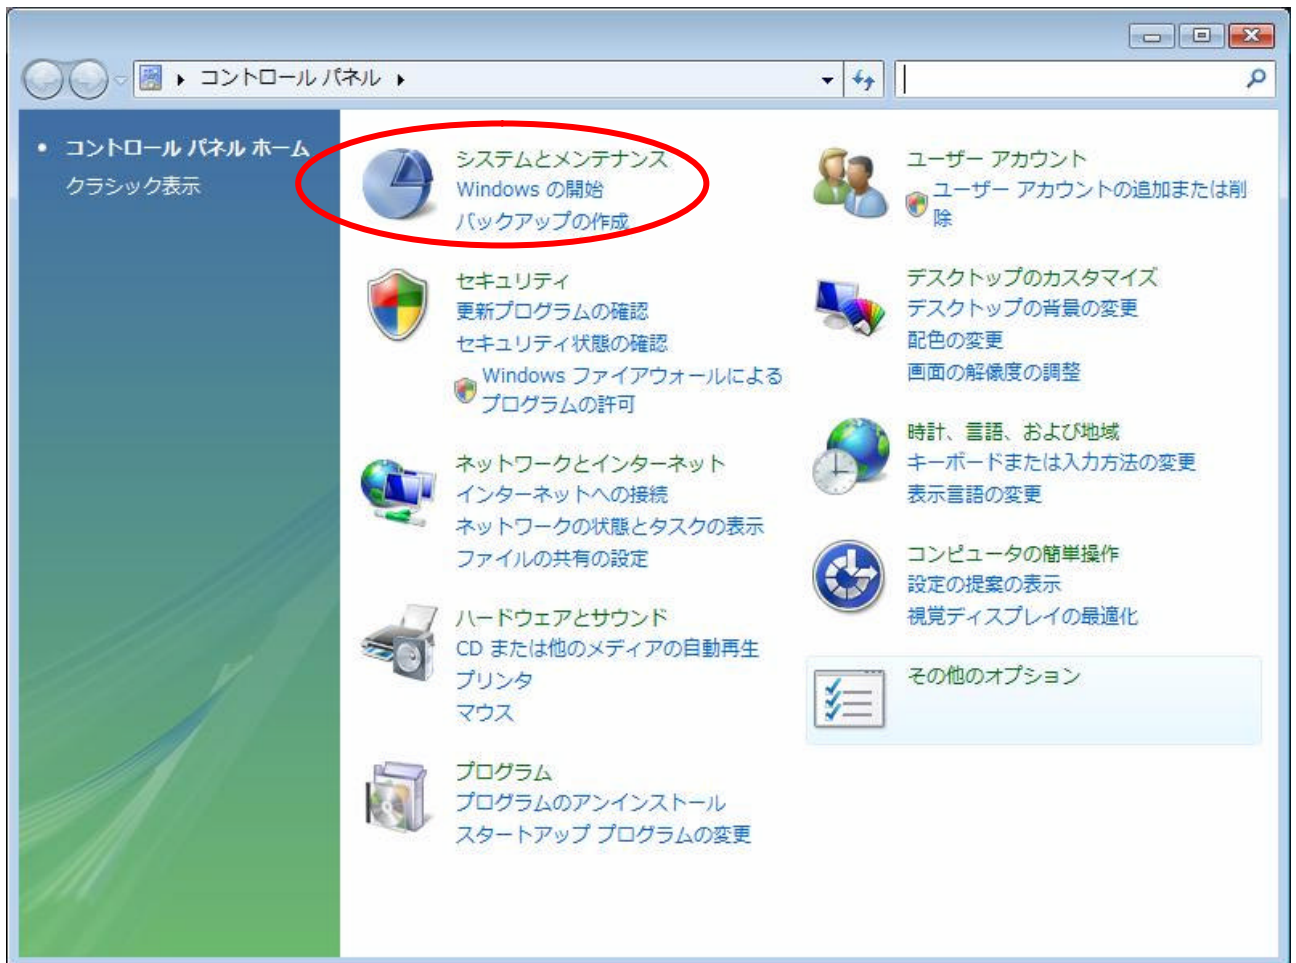 コントロール パネル
コントロール パネル ホーム
クラシック表示
システムとメンテナンス
Windows の開始
バックアップの作成
セキュリティ
更新プログラムの確認
セキュリティ状態の確認
Windows ファイアウォールによる
プログラムの許可
ネットワークとインターネット
インターネットへの接続
ネットワークの状態とタスクの表示
ファイルの共有の設定
ハードウェアとサウンド
CD または他のメディアの自動再生
プリンタ
マウス
プログラム
プログラムのアンインストール
スタートアップ プログラムの変更
ユーザー アカウント
ユーザー アカウントの追加または削
除
デスクトップのカスタマイズ
デスクトップの背景の変更
配色の変更
画面の解像度の調整
時計、言語、および地域
キーボードまたは入力方法の変更
表示言語の変更
コンピュータの簡単操作
設定の提案の表示
視覚ディスプレイの最適化
その他のオプション